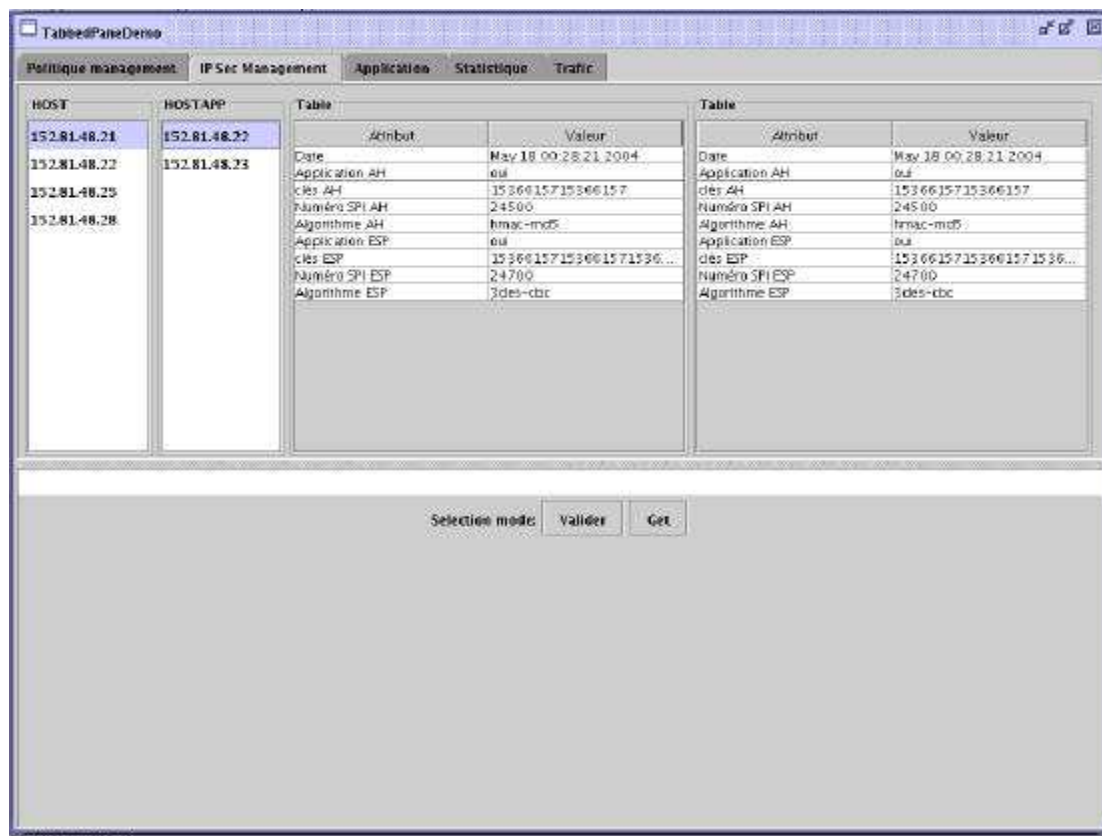 TabbedPaneDemo
Politique management IPSec Management Application Statistique Trafic
HOST HOSTAPP Table Table
152.81.48.21 152.81.48.22 Attribut Valeur Attribut Valeur
152.81.48.22 152.81.48.23
152.81.48.25
152.81.48.28
Date May 18 00:28:21 2004 Date May 18 00:28:21 2004
Application AH oui Application AH oui
clés AH 1536615715366157 clés AH 1536615715366157
Numéro SPI AH 24500 Numéro SPI AH 24500
Algorithme AH hmac-md5 Algorithme AH hmac-md5
Application ESP oui Application ESP oui
clés ESP 15366157153661571536... clés ESP 15366157153661571536...
Numéro SPI ESP 24700 Numéro SPI ESP 24700
Algorithme ESP 3des-cbc Algorithme ESP 3des-cbc
Selection mode: Valider Get